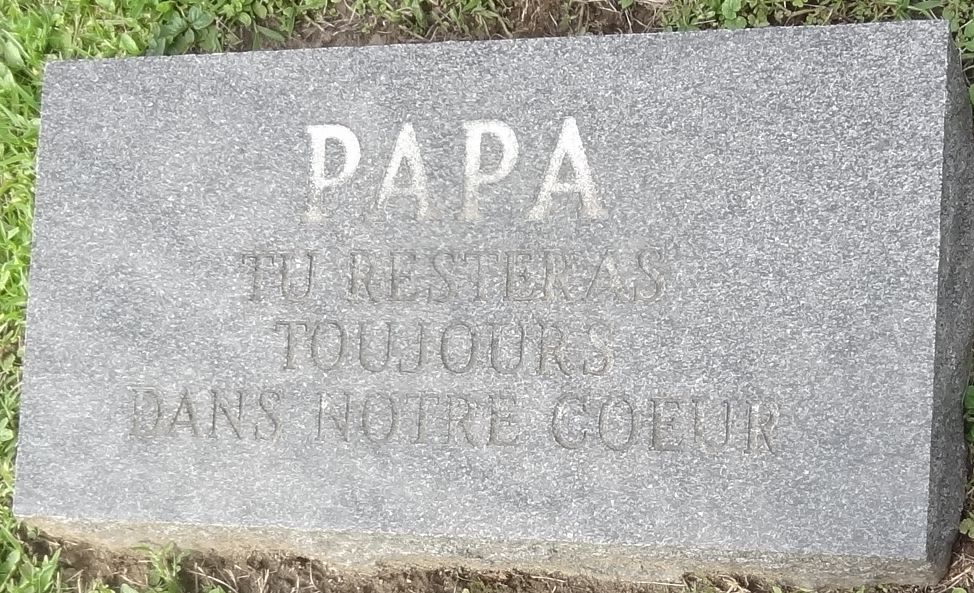 PAPA
TU RESTERAS
TOUJOURS
DANS NOTRE COEUR